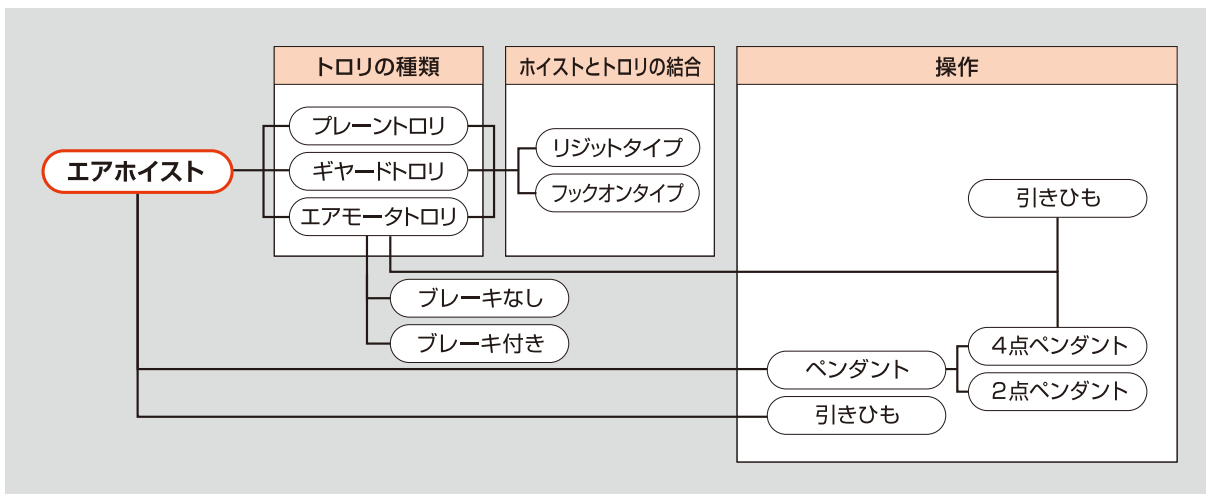 トロリの種類
ホイストとトロリの結合
操作
エアホイスト
プレーントロリ
ギヤードトロリ
エアモータトロリ
リジットタイプ
フックオンタイプ
引きひも
ブレーキなし
ブレーキ付き
ペンダント
4点ペンダント
2点ペンダント
引きひも